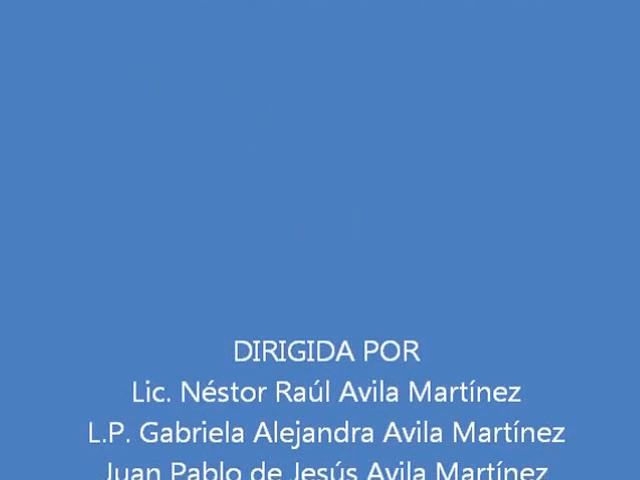 DIRIGIDA POR
Lic. Néstor Raúl Avila Martínez
L.P. Gabriela Alejandra Avila Martínez
Juan Pablo de Jesús Avila Martínez